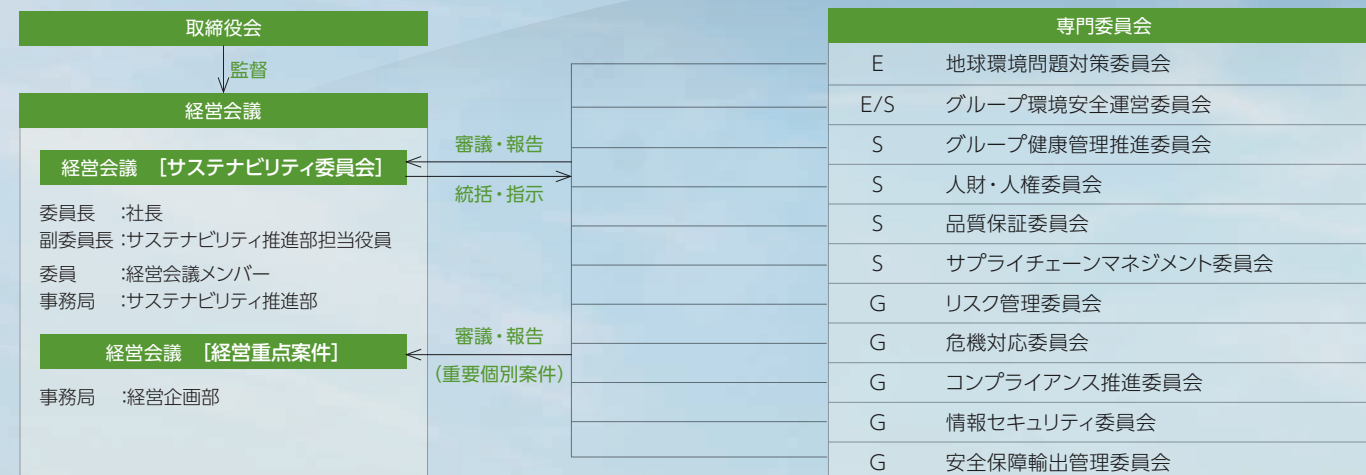 取締役会
監督
経営会議
経営会議 [サステナビリティ委員会]
委員長 :社長
副委員長:サステナビリティ推進部担当役員
委員 :経営会議メンバー
事務局 :サステナビリティ推進部
経営会議 [経営重点案件]
事務局 :経営企画部
審議・報告
統括・指示
審議・報告
(重要個別案件)
専門委員会
E 地球環境問題対策委員会
E/S グループ環境安全運営委員会
S グループ健康管理推進委員会
S 人財・人権委員会
S 品質保証委員会
S サプライチェーンマネジメント委員会
G リスク管理委員会
G 危機対応委員会
G コンプライアンス推進委員会
G 情報セキュリティ委員会
G 安全保障輸出管理委員会